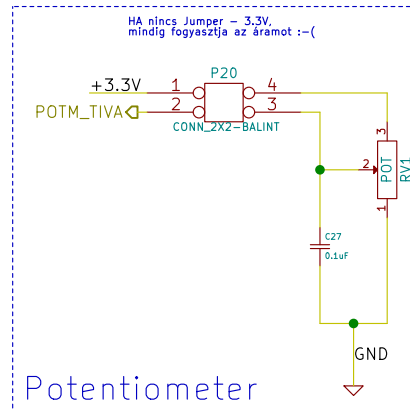 HA nincs Jumper - 3.3V,
mindig fogyasztja az áramot :-(
P20
+3.3V 1 4
POTM_TIVA 2 3
CONN_2X2-BALINT
3
2 POT RV1
1
C27
0.1uF
GND
Potentiometer